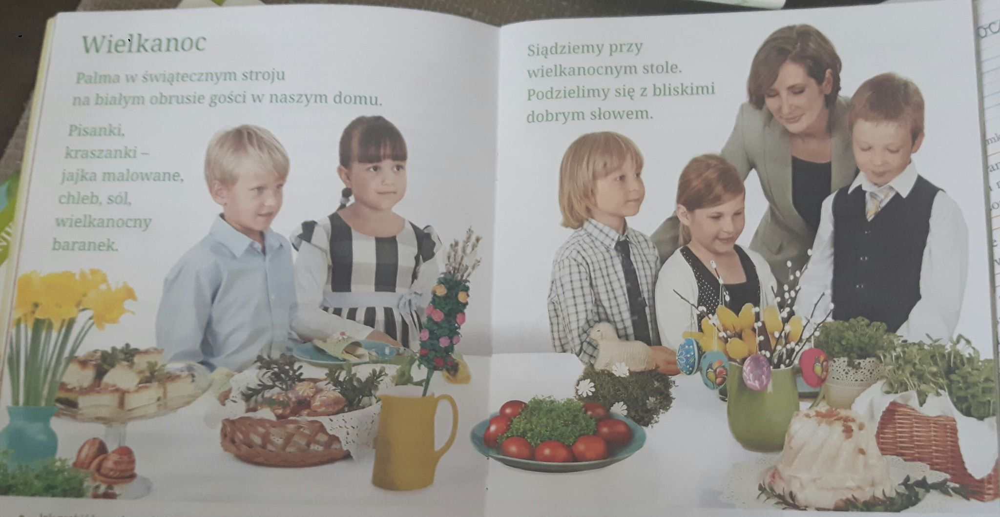 Wielkanoc
Palma w świątecznym stroju
na białym obrusie gości w naszym domu.
Pisanki,
kraszanki –
jajka malowane,
chleb, sól,
wielkanocny
baranek.
Siądziemy przy
wielkanocnym stole.
Podzielimy się z bliskimi
dobrym słowem.